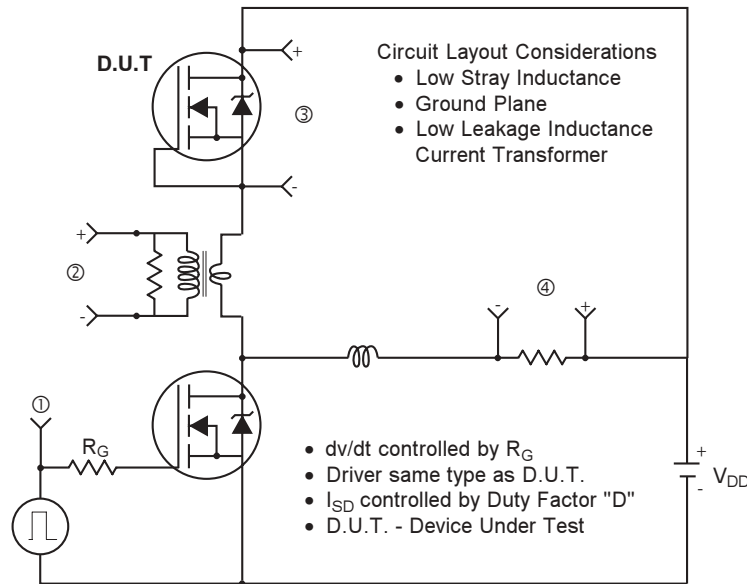 D.U.T
+
Circuit Layout Considerations
• Low Stray Inductance
• Ground Plane
• Low Leakage Inductance
Current Transformer
③
-
+
②
-
④
-
+
①
R_G
+
V_DD
-
• dv/dt controlled by R_G
• Driver same type as D.U.T.
• I_SD controlled by Duty Factor "D"
• D.U.T. - Device Under Test